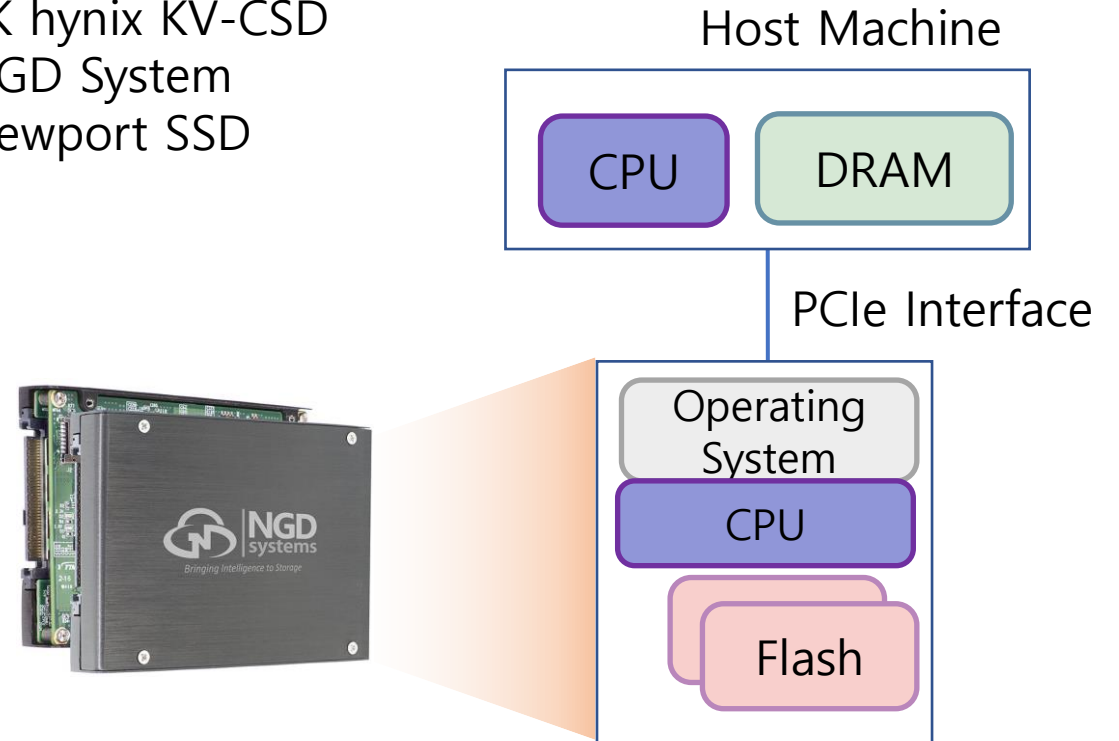 K hynix KV-CSD
GD System
ewport SSD
Host Machine
CPU
DRAM
PCIe Interface
Operating
System
CPU
Flash
NGD
systems
Bringing Intelligence to Storage